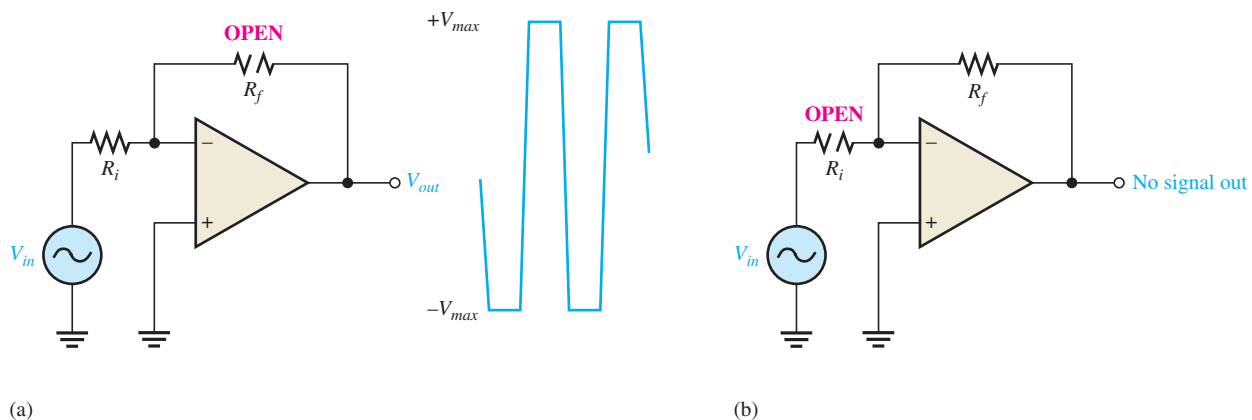 OPEN
R_f
R_i
−
+
V_in
V_out
+V_max
−V_max
(a)
OPEN
R_f
R_i
−
+
V_in
No signal out
(b)